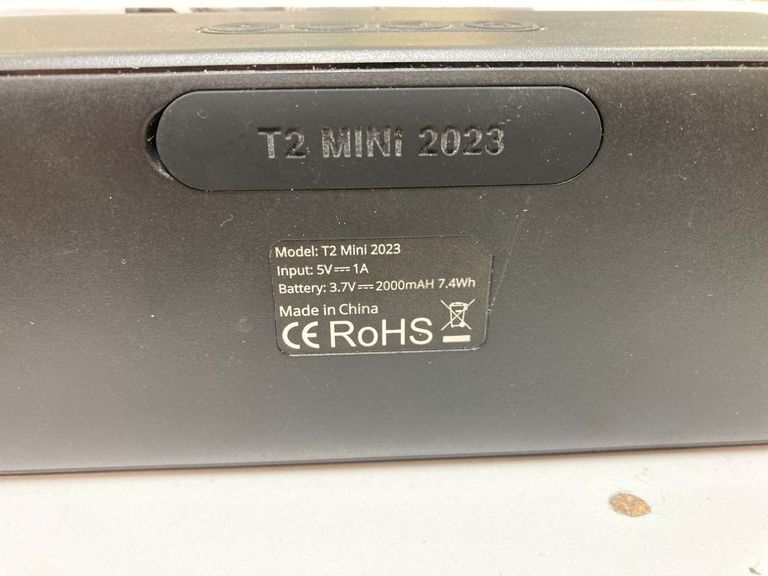 T2 MINi 2023
Model: T2 Mini 2023
Input: 5V⎓1A
Battery: 3.7V⎓2000mAH 7.4Wh
Made in China
CE RoHS